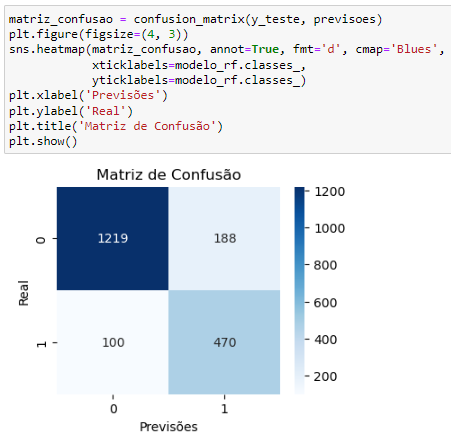 matriz_confusao = confusion_matrix(y_teste, previsoes)
plt.figure(figsize=(4, 3))
sns.heatmap(matriz_confusao, annot=True, fmt='d', cmap='Blues',
            xticklabels=modelo_rf.classes_,
            yticklabels=modelo_rf.classes_)
plt.xlabel('Previsões')
plt.ylabel('Real')
plt.title('Matriz de Confusão')
plt.show()
Matriz de Confusão
0
1219
188
1
100
470
Real
0
1
Previsões
1200
1000
800
600
400
200